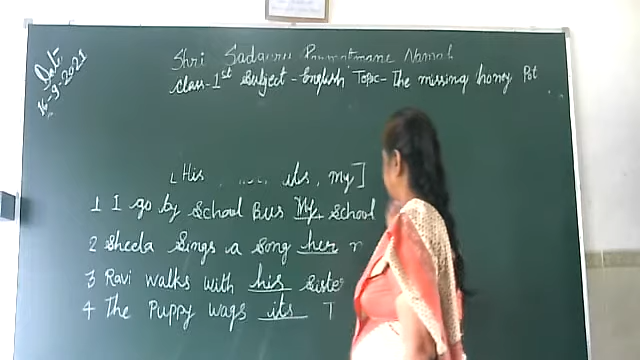 Date
16-9-2021
Shri Sadguru Paramatmane Namah
Class-1st Subject - English Topic - The missing honey Pot
[His, its, my]
1 I go by School Bus My School
2 Sheela Sings a Song her
3 Ravi walks with his Siste
4 The Puppy wags its T